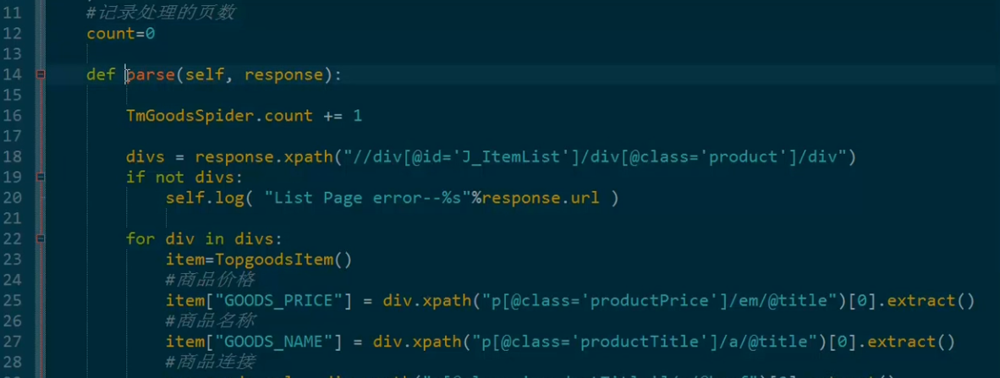 11 #记录处理的页数
12 count=0
13
14 def parse(self, response):
15
16 TmGoodsSpider.count += 1
17
18 divs = response.xpath("//div[@id='J_ItemList']/div[@class='product']/div")
19 if not divs:
20 self.log( "List Page error--%s"%response.url )
21
22 for div in divs:
23 item=TopgoodsItem()
24 #商品价格
25 item["GOODS_PRICE"] = div.xpath("p[@class='productPrice']/em/@title")[0].extract()
26 #商品名称
27 item["GOODS_NAME"] = div.xpath("p[@class='productTitle']/a/@title")[0].extract()
28 #商品连接